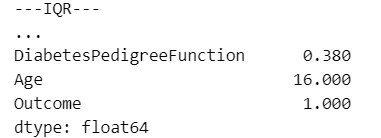 ---IQR---
...
DiabetesPedigreeFunction 0.380
Age 16.000
Outcome 1.000
dtype: float64